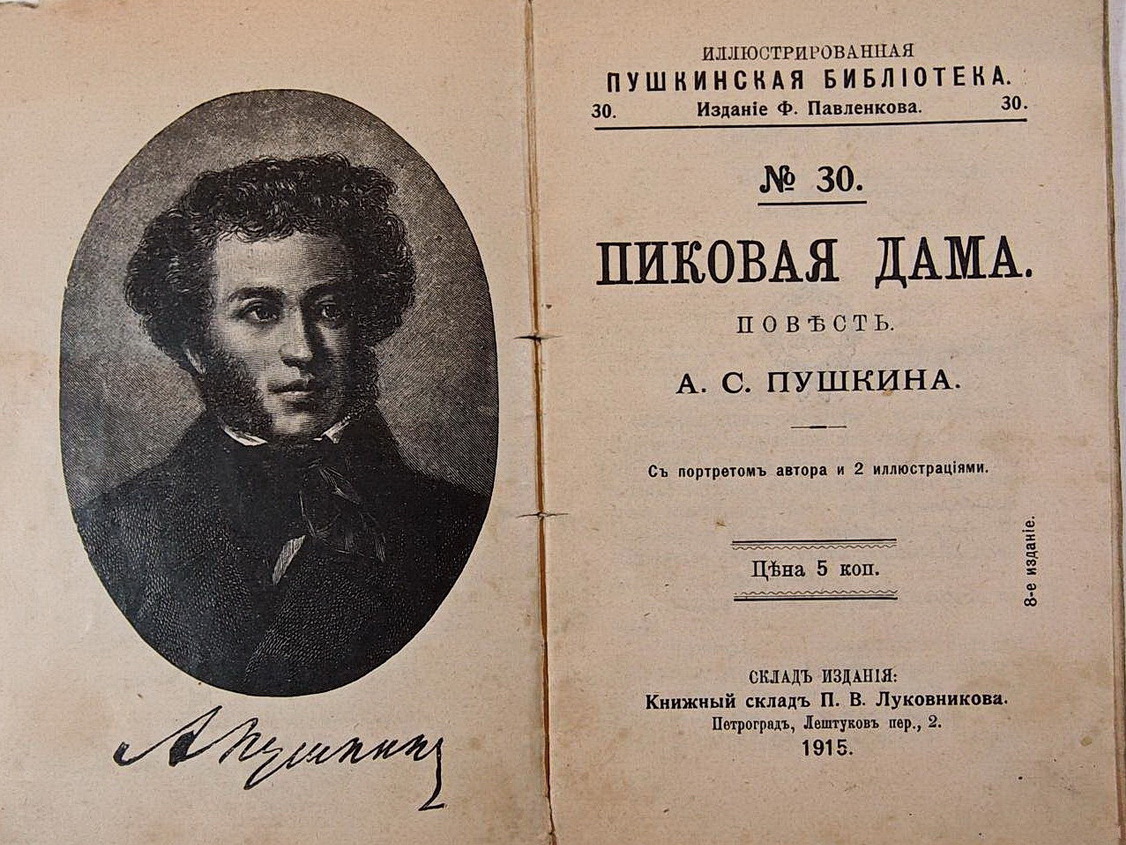 А Пушкинъ
ИЛЛЮСТРИРОВАННАЯ
ПУШКИНСКАЯ БИБЛІОТЕКА.
30. Изданіе Ф. Павленкова. 30.
№ 30.
ПИКОВАЯ ДАМА.
ПОВѢСТЬ.
А. С. ПУШКИНА.
Съ портретомъ автора и 2 иллюстраціями.
Цѣна 5 коп.
8-е изданіе.
СКЛАДЪ ИЗДАНІЯ:
Книжный складъ П. В. Луковникова.
Петроградъ, Лештуковъ пер., 2.
1915.